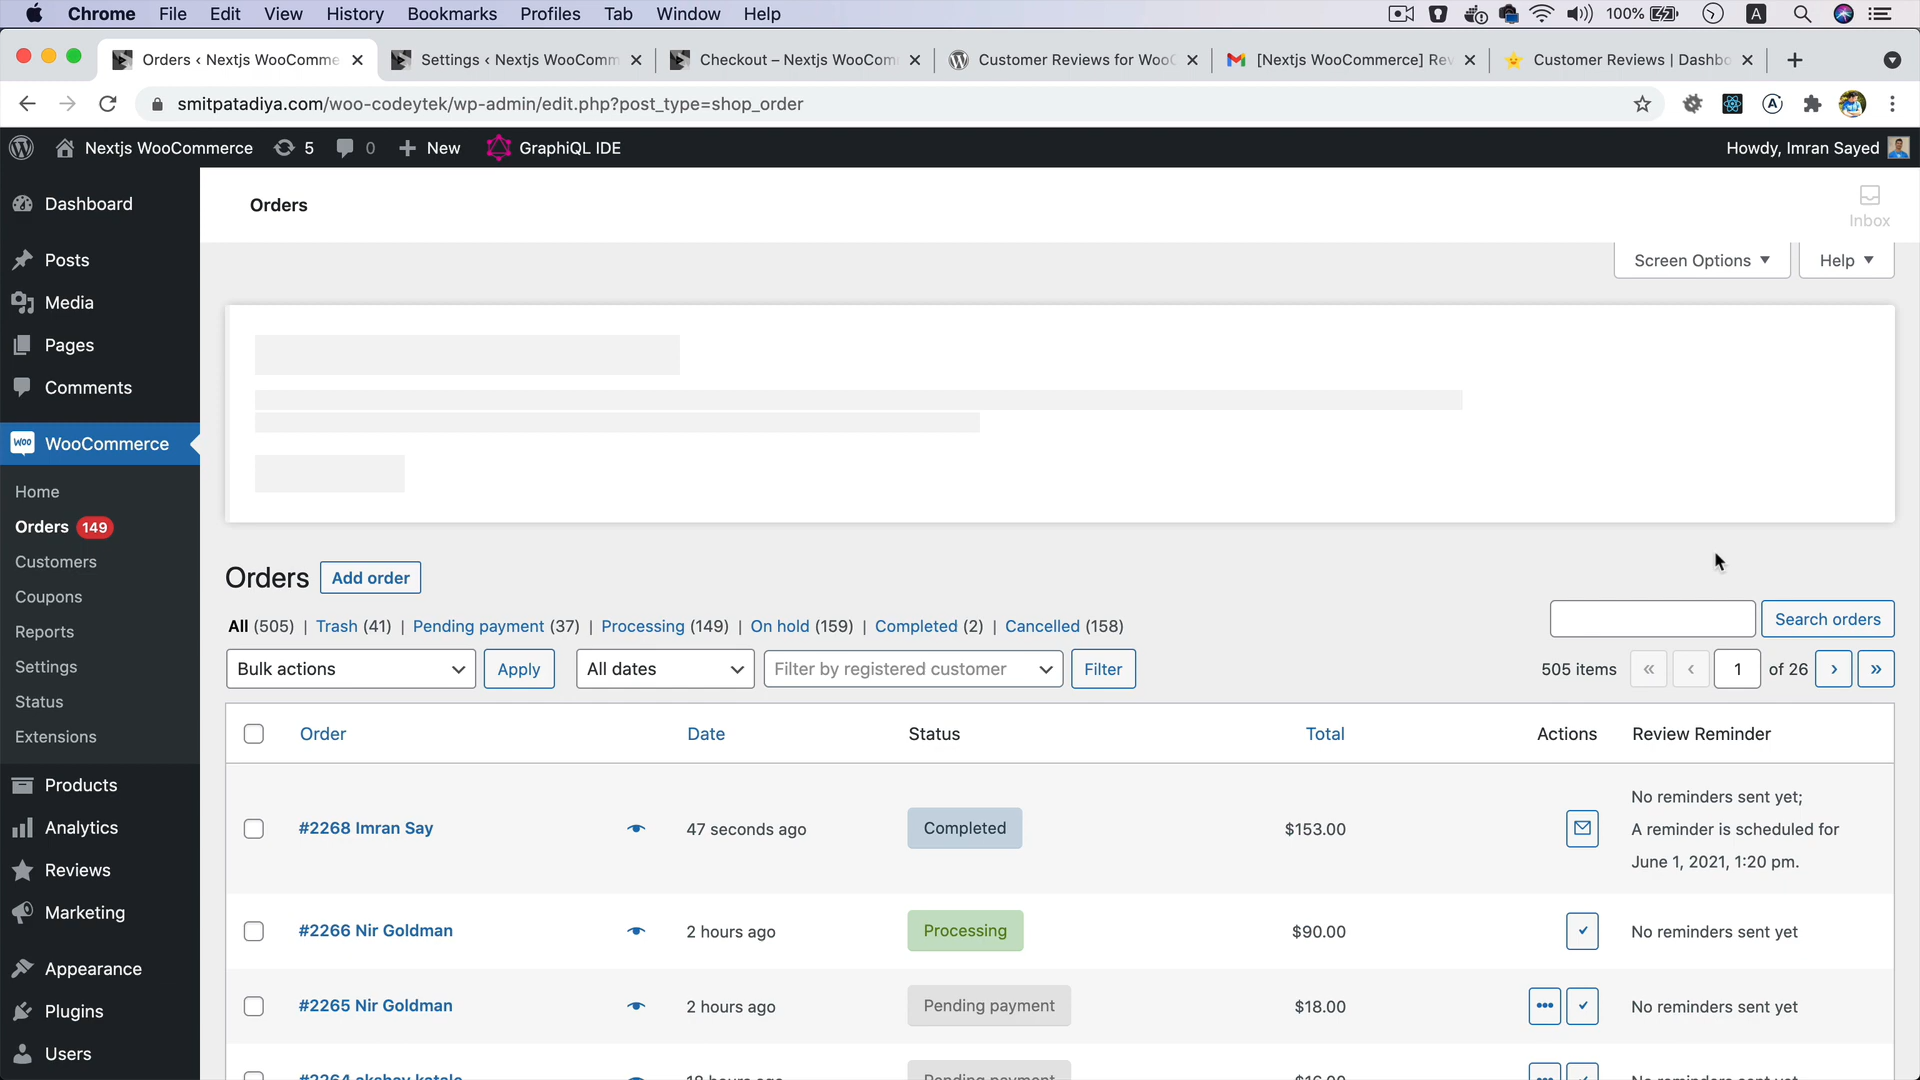 Chrome File Edit View History Bookmarks Profiles Tab Window Help 100% A
Orders ‹ Nextjs WooComme
Settings ‹ Nextjs WooComm
Checkout – Nextjs WooCom
Customer Reviews for WooC
[Nextjs WooCommerce] Rev
Customer Reviews | Dashbo
smitpatadiya.com/woo-codeytek/wp-admin/edit.php?post_type=shop_order
Nextjs WooCommerce 5 0 New GraphiQL IDE Howdy, Imran Sayed
Dashboard
Posts
Media
Pages
Comments
woo WooCommerce
Home
Orders 149
Customers
Coupons
Reports
Settings
Status
Extensions
Products
Analytics
Reviews
Marketing
Appearance
Plugins
Users
Orders
Inbox
Screen Options ▼ Help ▼
Orders Add order
All (505) | Trash (41) | Pending payment (37) | Processing (149) | On hold (159) | Completed (2) | Cancelled (158)
Search orders
Bulk actions Apply All dates Filter by registered customer Filter
505 items « ‹ 1 of 26 › »
Order Date Status Total Actions Review Reminder
#2268 Imran Say 47 seconds ago Completed $153.00
No reminders sent yet;
A reminder is scheduled for
June 1, 2021, 1:20 pm.
#2266 Nir Goldman 2 hours ago Processing $90.00 No reminders sent yet
#2265 Nir Goldman 2 hours ago Pending payment $18.00 No reminders sent yet
#2264 akshay katale Pending payment